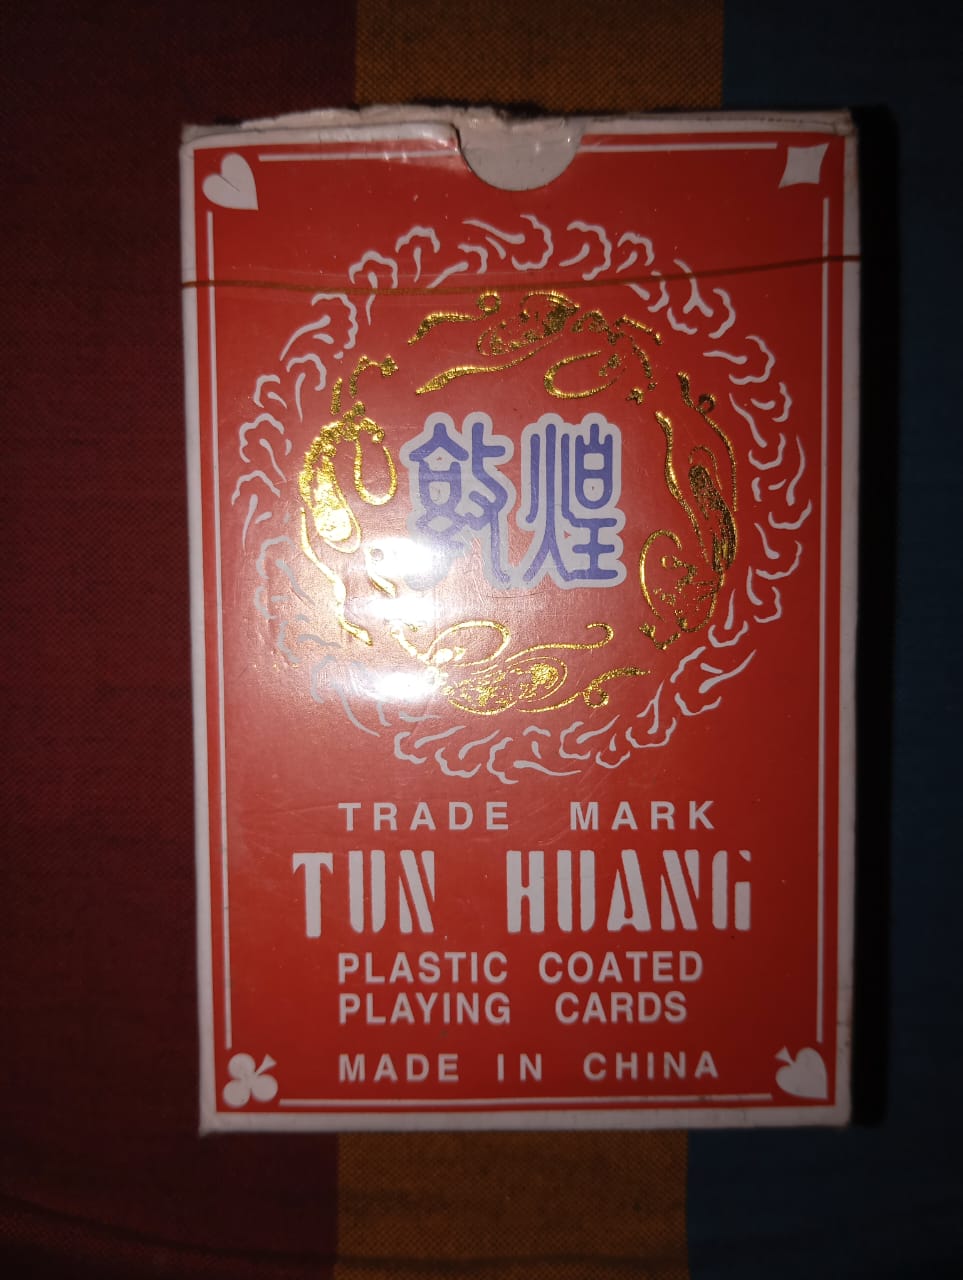 敦煌
TRADE MARK
TUN HUANG
PLASTIC COATED
PLAYING CARDS
MADE IN CHINA